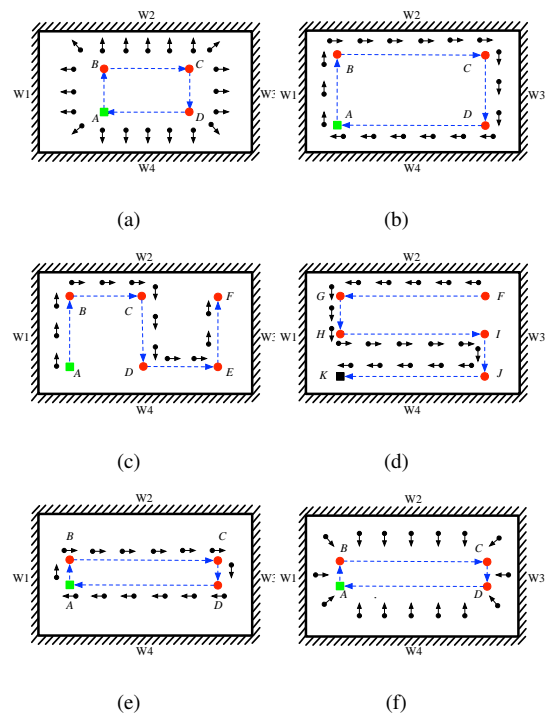 W2 W2
B C
W1 A D W3 W1
B C
A D W3
W4 W4
(a) (b)
W2 W2
B C F
W1 A D E W3 W1
G F
H I
K J W3
W4 W4
(c) (d)
W2 W2
B C
W1 A D W3 W1
B C
A D W3
W4 W4
(e) (f)